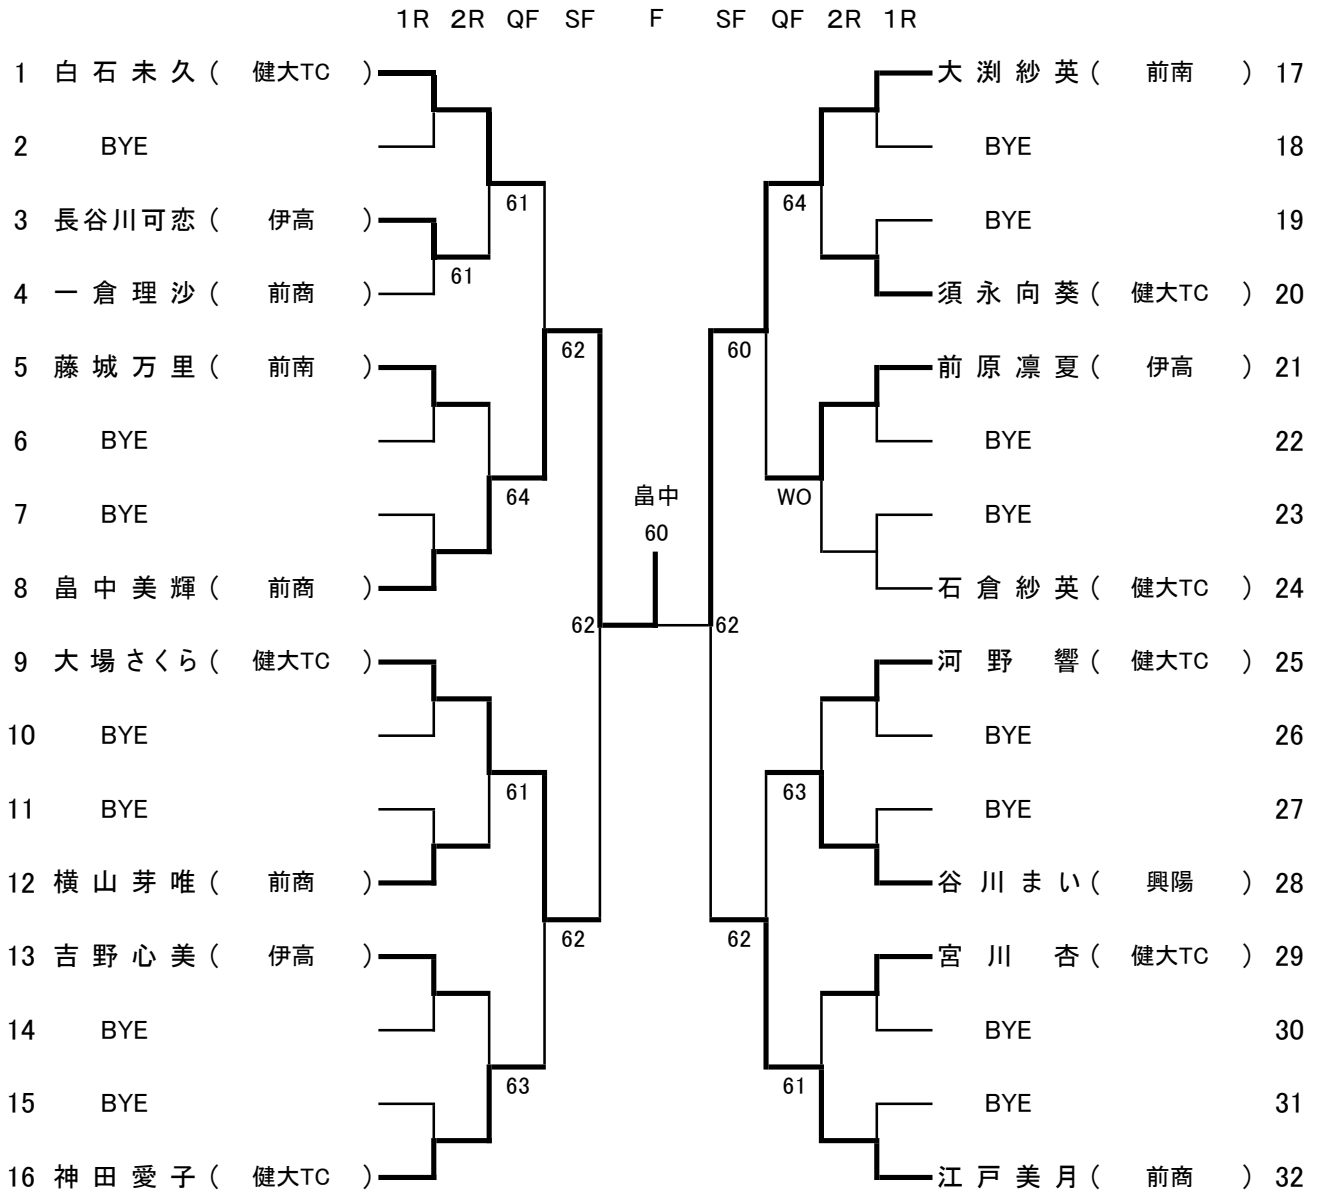 1R 2R QF SF F SF QF 2R 1R
1 白石未久 ( 健大TC ) 大渕紗英 ( 前南 ) 17
2 BYE BYE 18
61 64
3 長谷川可恋 ( 伊高 ) BYE 19
61
4 一倉理沙 ( 前商 ) 須永向葵 ( 健大TC ) 20
62 60
5 藤城万里 ( 前南 ) 前原凛夏 ( 伊高 ) 21
6 BYE BYE 22
64 畠中 WO
7 BYE BYE 23
60
8 畠中美輝 ( 前商 ) 石倉紗英 ( 健大TC ) 24
62 62
9 大場さくら ( 健大TC ) 河野響 ( 健大TC ) 25
10 BYE BYE 26
61 63
11 BYE BYE 27
12 横山芽唯 ( 前商 ) 谷川まい ( 興陽 ) 28
62 62
13 吉野心美 ( 伊高 ) 宮川杏 ( 健大TC ) 29
14 BYE BYE 30
63 61
15 BYE BYE 31
16 神田愛子 ( 健大TC ) 江戸美月 ( 前商 ) 32